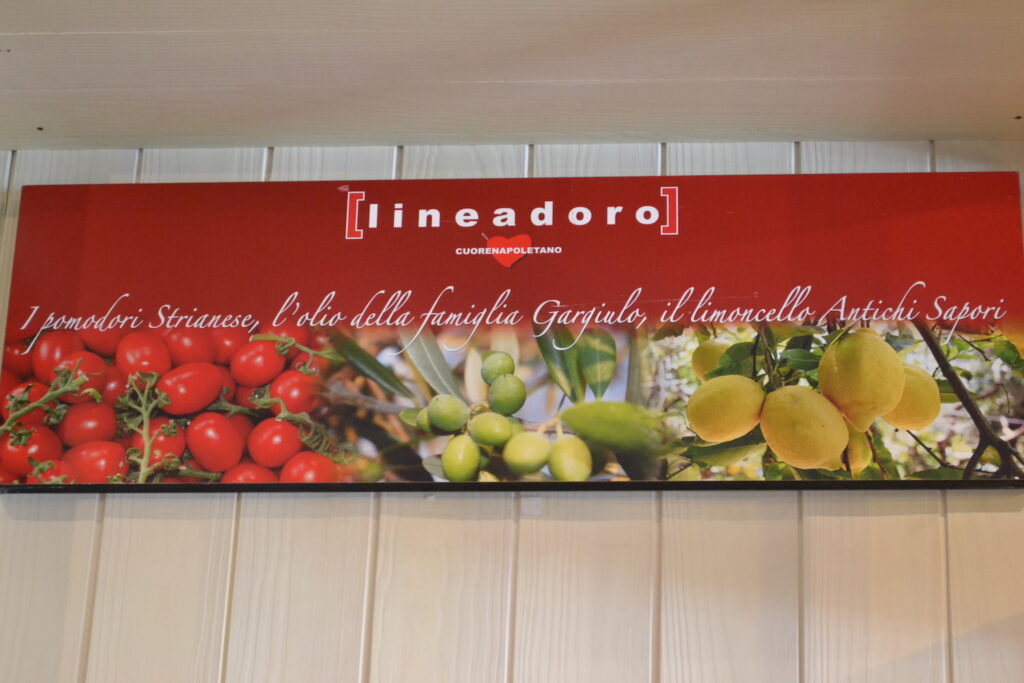 [lineadoro]
CUORENAPOLETANO
I pomodori Strianese, l'olio della famiglia Gargiulo, il limoncello Antichi Sapori